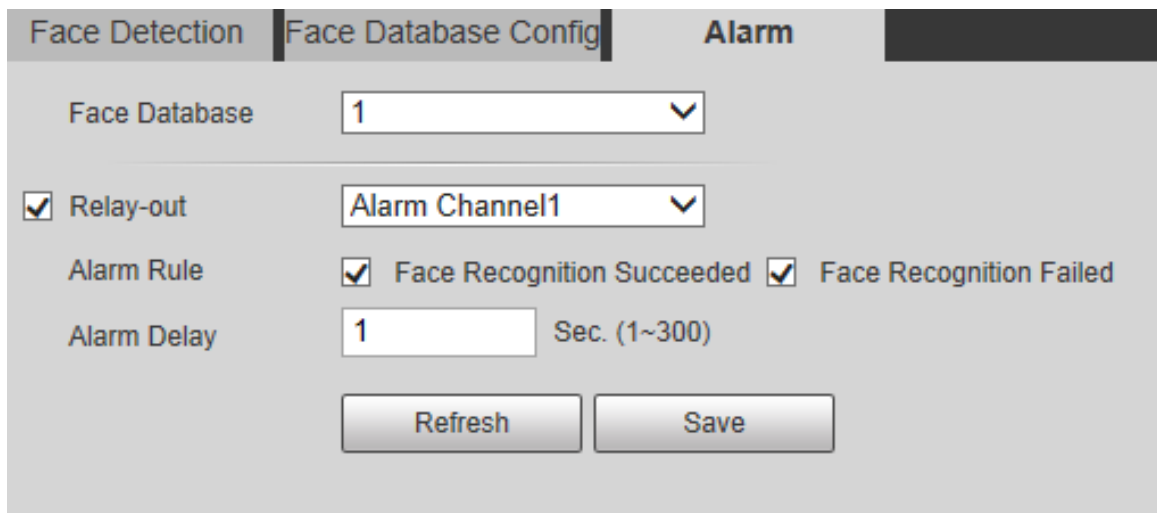 Face Detection Face Database Config Alarm
Face Database 1
Relay-out Alarm Channel1
Alarm Rule Face Recognition Succeeded Face Recognition Failed
Alarm Delay 1 Sec. (1~300)
Refresh Save